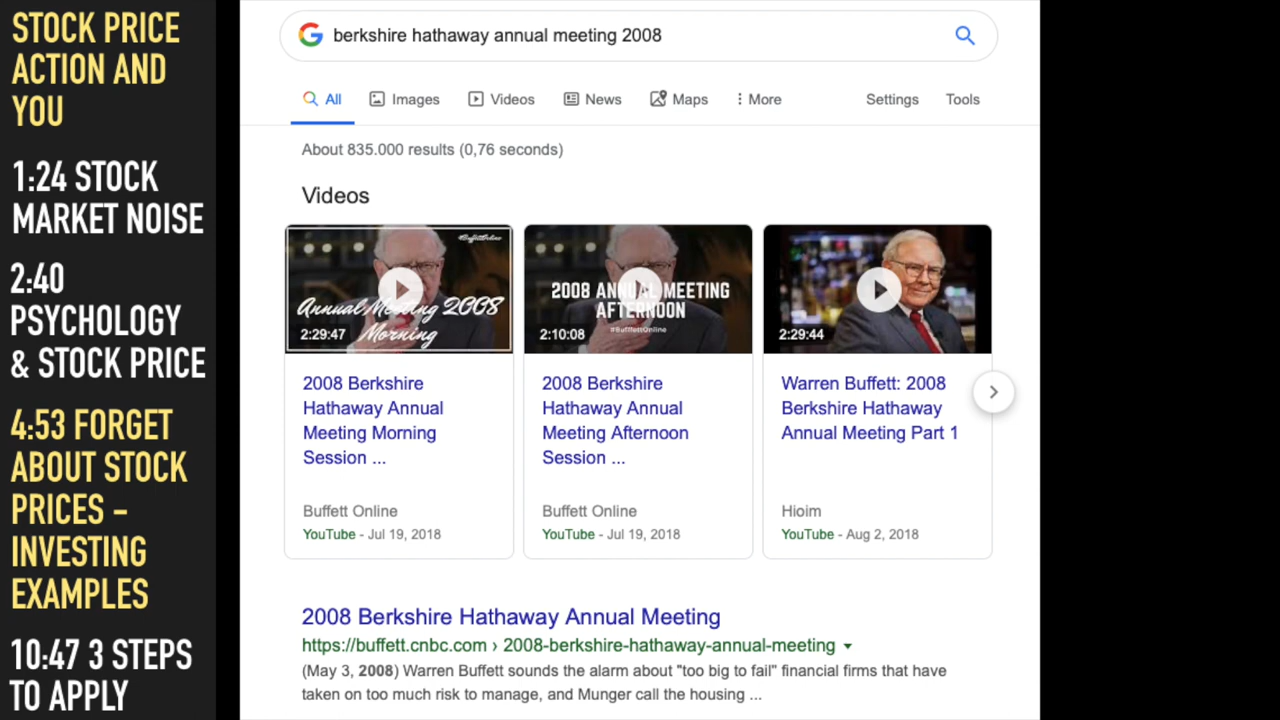 STOCK PRICE
ACTION AND
YOU
1:24 STOCK
MARKET NOISE
2:40
PSYCHOLOGY
& STOCK PRICE
4:53 FORGET
ABOUT STOCK
PRICES -
INVESTING
EXAMPLES
10:47 3 STEPS
TO APPLY
berkshire hathaway annual meeting 2008
All Images Videos News Maps More Settings Tools
About 835.000 results (0,76 seconds)
Videos
#BuffettOnline
Annual Meeting 2008
Morning
2:29:47
2008 Berkshire
Hathaway Annual
Meeting Morning
Session ...
Buffett Online
YouTube - Jul 19, 2018
2008 ANNUAL MEETING
AFTERNOON
#BuffettOnline
2:10:08
2008 Berkshire
Hathaway Annual
Meeting Afternoon
Session ...
Buffett Online
YouTube - Jul 19, 2018
2:29:44
Warren Buffett: 2008
Berkshire Hathaway
Annual Meeting Part 1
Hioim
YouTube - Aug 2, 2018
2008 Berkshire Hathaway Annual Meeting
https://buffett.cnbc.com › 2008-berkshire-hathaway-annual-meeting
(May 3, 2008) Warren Buffett sounds the alarm about "too big to fail" financial firms that have
taken on too much risk to manage, and Munger call the housing ...